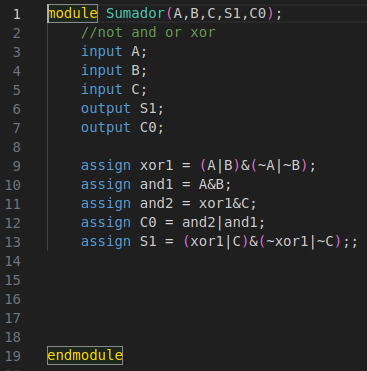 1 module Sumador(A,B,C,S1,C0);
2 //not and or xor
3 input A;
4 input B;
5 input C;
6 output S1;
7 output C0;
8
9 assign xor1 = (A|B)&(~A|~B);
10 assign and1 = A&B;
11 assign and2 = xor1&C;
12 assign C0 = and2|and1;
13 assign S1 = (xor1|C)&(~xor1|~C);;
14
15
16
17
18
19 endmodule